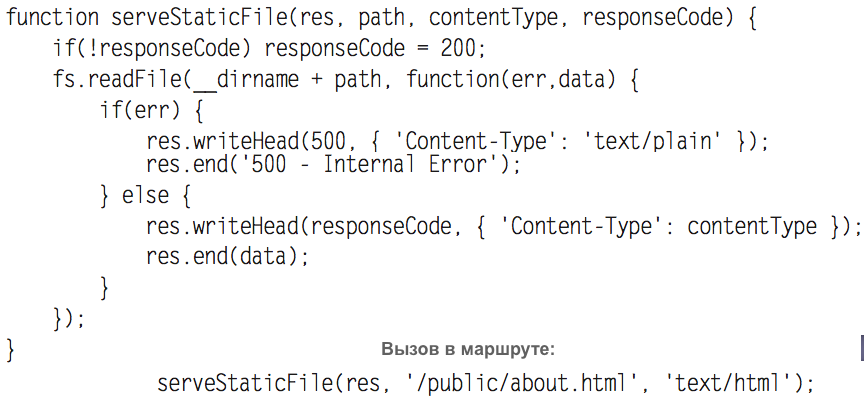 function serveStaticFile(res, path, contentType, responseCode) {
if(!responseCode) responseCode = 200;
fs.readFile(__dirname + path, function(err,data) {
if(err) {
res.writeHead(500, { 'Content-Type': 'text/plain' });
res.end('500 - Internal Error');
} else {
res.writeHead(responseCode, { 'Content-Type': contentType });
res.end(data);
}
});
}
Вызов в маршруте:
serveStaticFile(res, '/public/about.html', 'text/html');